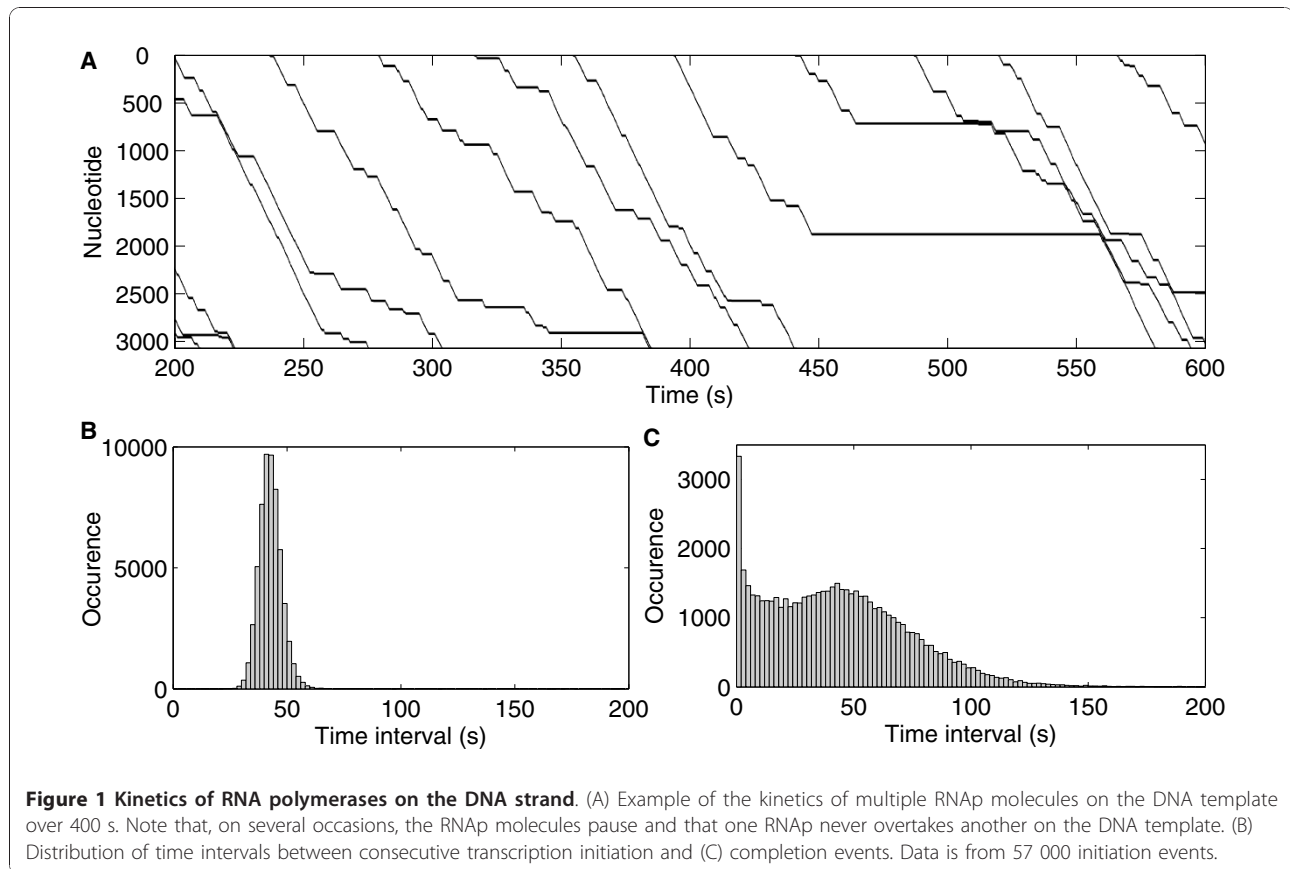 A
0
500
1000
1500
2000
2500
3000
Nucleotide
200
250
300
350
400
450
500
550
600
Time (s)
B
10000
5000
0
Occurence
0
50
100
150
200
Time interval (s)
C
3000
2000
1000
0
Occurence
0
50
100
150
200
Time interval (s)
Figure 1 Kinetics of RNA polymerases on the DNA strand. (A) Example of the kinetics of multiple RNAp molecules on the DNA template
over 400 s. Note that, on several occasions, the RNAp molecules pause and that one RNAp never overtakes another on the DNA template. (B)
Distribution of time intervals between consecutive transcription initiation and (C) completion events. Data is from 57 000 initiation events.